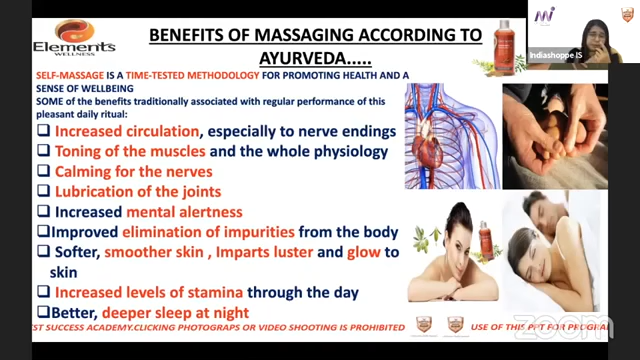 Elements
WELLNESS
BENEFITS OF MASSAGING ACCORDING TO
AYURVEDA.....
Indiashoppe IS
SELF-MASSAGE IS A TIME-TESTED METHODOLOGY FOR PROMOTING HEALTH AND A
SENSE OF WELLBEING
SOME of the benefits traditionally associated with regular performance of this
pleasant daily ritual:
❑ Increased circulation, especially to nerve endings
❑ Toning of the muscles and the whole physiology
❑ Calming for the nerves
❑ Lubrication of the joints
❑ Increased mental alertness
❑Improved elimination of impurities from the body
❑ Softer, smoother skin , Imparts luster and glow to
skin
❑ Increased levels of stamina through the day
❑Better, deeper sleep at night
EST SUCCESS ACADEMY.CLICKING PHOTOGRAPS OR VIDEO SHOOTING IS PROHIBITED
USE OF THIS PPT FOR PROGRA
zoom